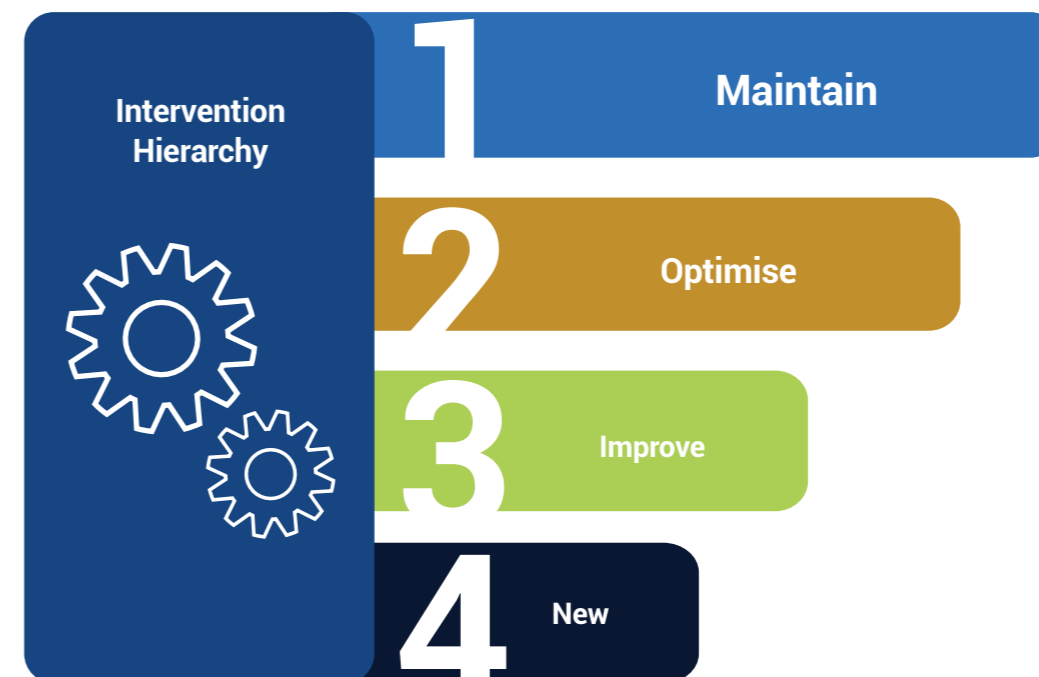 Intervention
Hierarchy
1
Maintain
2
Optimise
3
Improve
4
New